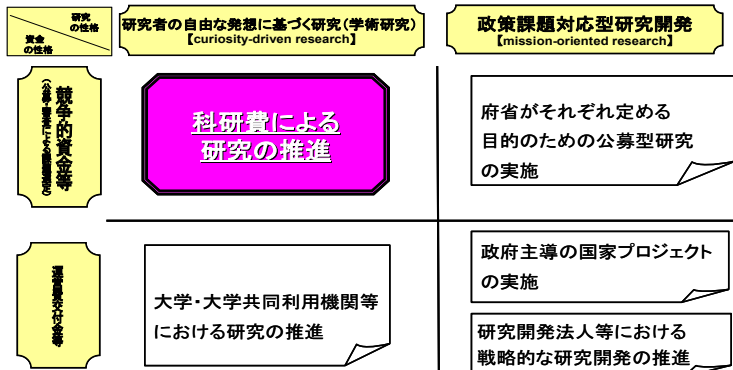 研究
の性格
資金
の性格
研究者の自由な発想に基づく研究(学術研究)
【curiosity-driven research】
政策課題対応型研究開発
【mission-oriented research】
競争的資金等
科研費による
研究の推進
府省がそれぞれ定める
目的のための公募型研究
の実施
運営費交付金等
大学・大学共同利用機関等
における研究の推進
政府主導の国家プロジェクト
の実施
研究開発法人等における
戦略的な研究開発の推進